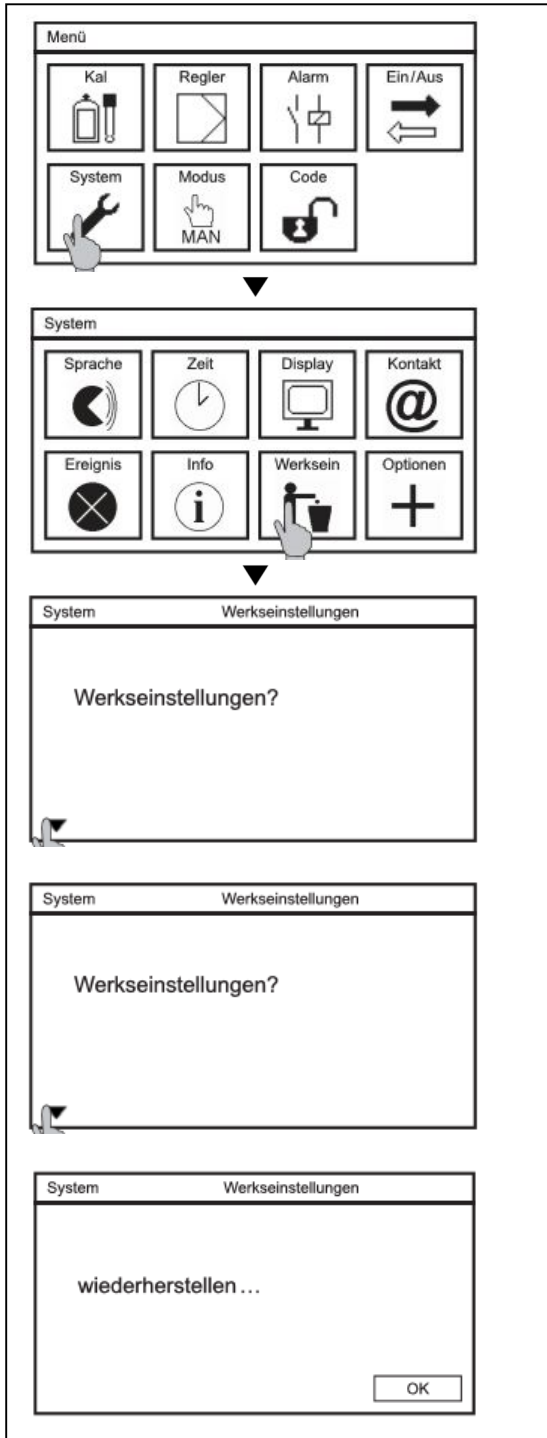 Menü
Kal Regler Alarm Ein/Aus
System Modus Code
MAN
System
Sprache Zeit Display Kontakt
@
Ereignis Info Werksein Optionen
i
System Werkseinstellungen
Werkseinstellungen?
System Werkseinstellungen
Werkseinstellungen?
System Werkseinstellungen
wiederherstellen...
OK